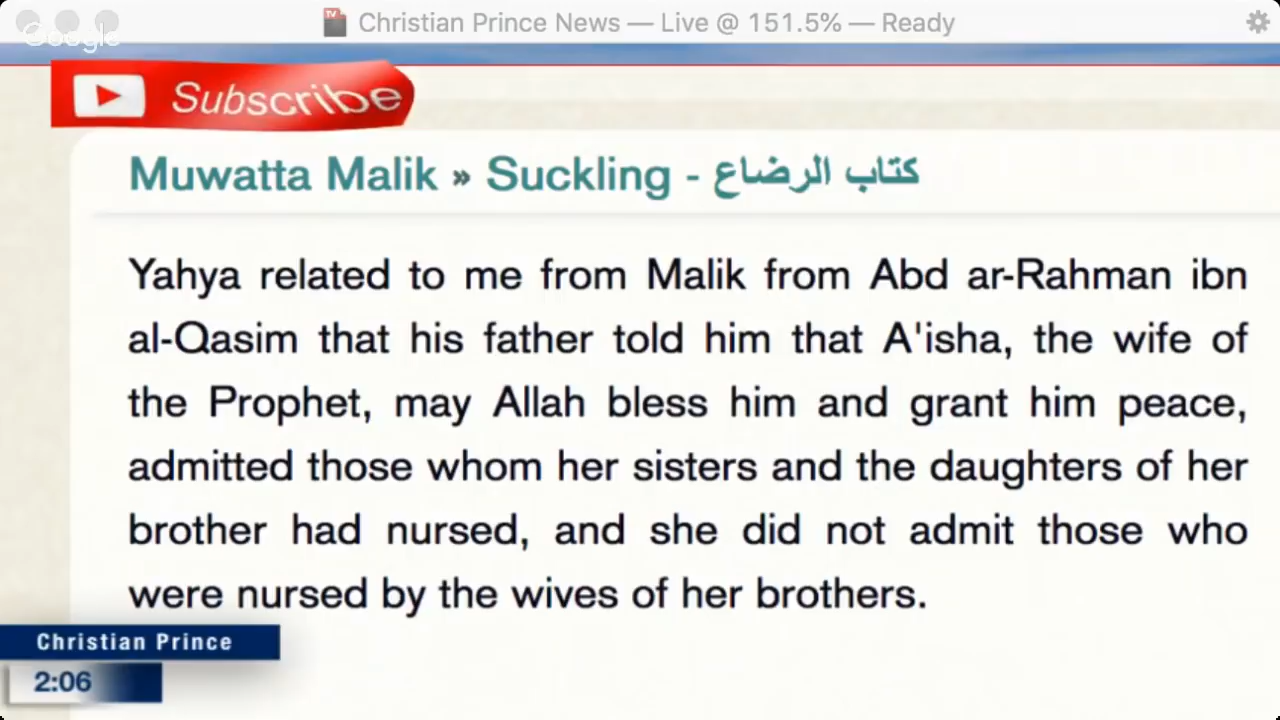 Christian Prince News — Live @ 151.5% — Ready
Google
Subscribe
Muwatta Malik » Suckling - كتاب الرضاع
Yahya related to me from Malik from Abd ar-Rahman ibn
al-Qasim that his father told him that A'isha, the wife of
the Prophet, may Allah bless him and grant him peace,
admitted those whom her sisters and the daughters of her
brother had nursed, and she did not admit those who
were nursed by the wives of her brothers.
Christian Prince
2:06